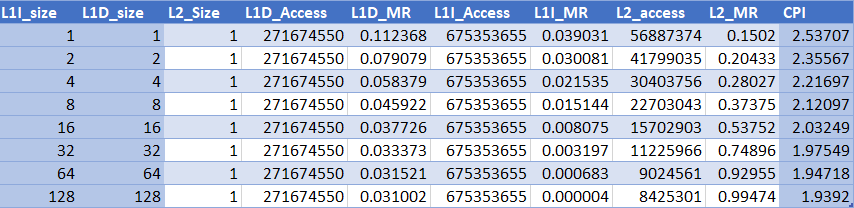 L1I_size L1D_size L2_Size L1D_Access L1D_MR L1I_Access L1I_MR L2_access L2_MR CPI
1 1 1 271674550 0.112368 675353655 0.039031 56887374 0.1502 2.53707
2 2 1 271674550 0.079079 675353655 0.030081 41799035 0.20433 2.35567
4 4 1 271674550 0.058379 675353655 0.021535 30403756 0.28027 2.21697
8 8 1 271674550 0.045922 675353655 0.015144 22703043 0.37375 2.12097
16 16 1 271674550 0.037726 675353655 0.008075 15702903 0.53752 2.03249
32 32 1 271674550 0.033373 675353655 0.003197 11225966 0.74896 1.97549
64 64 1 271674550 0.031521 675353655 0.000683 9024561 0.92955 1.94718
128 128 1 271674550 0.031002 675353655 0.000004 8425301 0.99474 1.9392